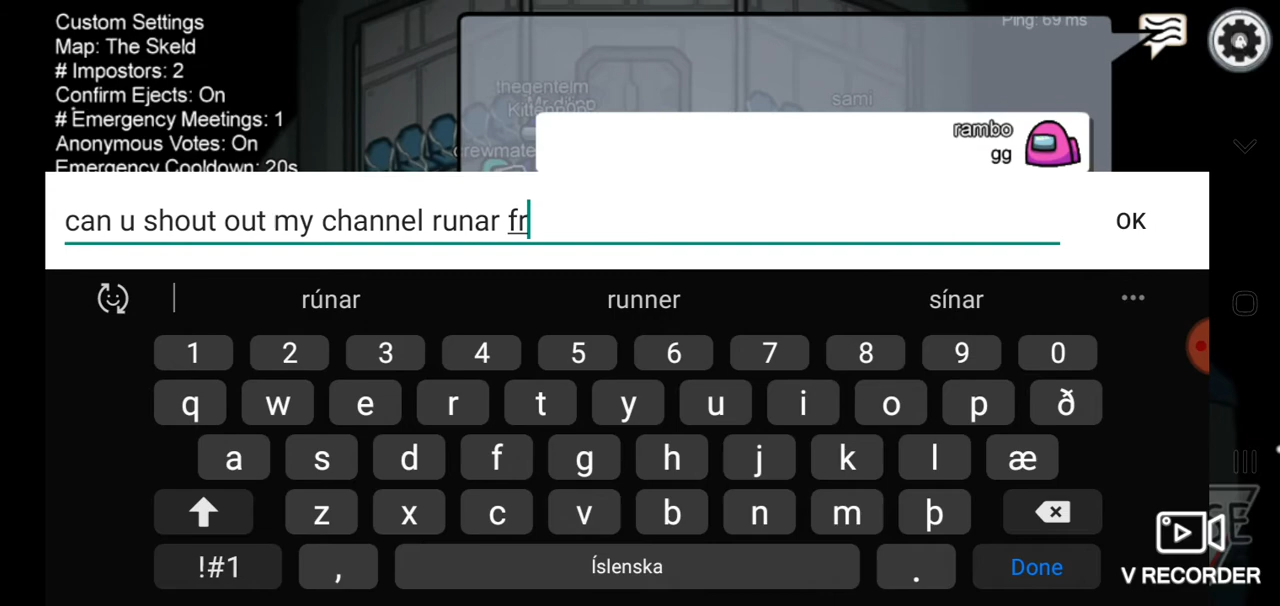 Custom Settings
Map: The Skeld
# Impostors: 2
Confirm Ejects: On
# Emergency Meetings: 1
Anonymous Votes: On
Emergency Cooldown: 20s
Ping: 69 ms
thegentelm
sami
crewmate
rambo
gg
can u shout out my channel runar fr
OK
rúnar runner sínar
1 2 3 4 5 6 7 8 9 0
q w e r t y u i o p ð
a s d f g h j k l æ
z x c v b n m þ
!#1 , Íslenska . Done
V RECORDER